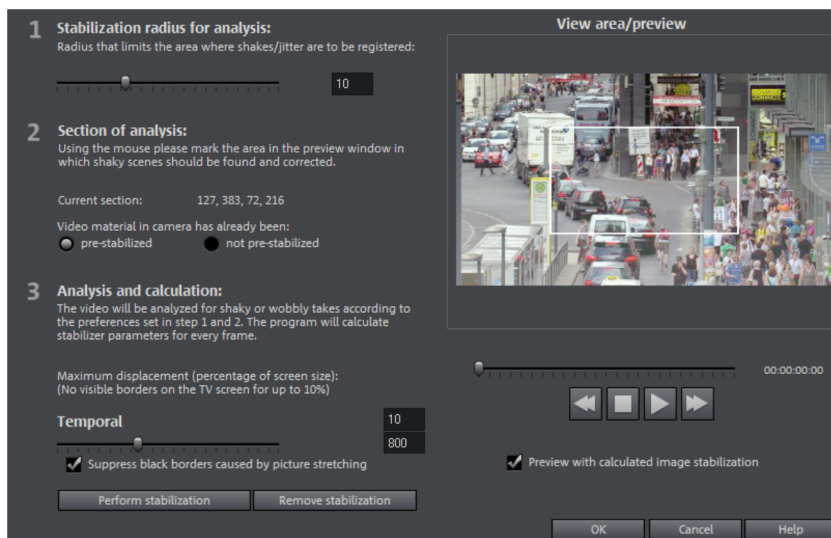 1 Stabilization radius for analysis:
Radius that limits the area where shakes/jitter are to be registered:
10
2 Section of analysis:
Using the mouse please mark the area in the preview window in
which shaky scenes should be found and corrected.
Current section: 127, 383, 72, 216
Video material in camera has already been:
pre-stabilized not pre-stabilized
3 Analysis and calculation:
The video will be analyzed for shaky or wobbly takes according to
the preferences set in step 1 and 2. The program will calculate
stabilizer parameters for every frame.
Maximum displacement (percentage of screen size):
(No visible borders on the TV screen for up to 10%)
10
Temporal
800
Suppress black borders caused by picture stretching
Perform stabilization Remove stabilization
View area/preview
H
00:00:00:00
Preview with calculated image stabilization
OK Cancel Help